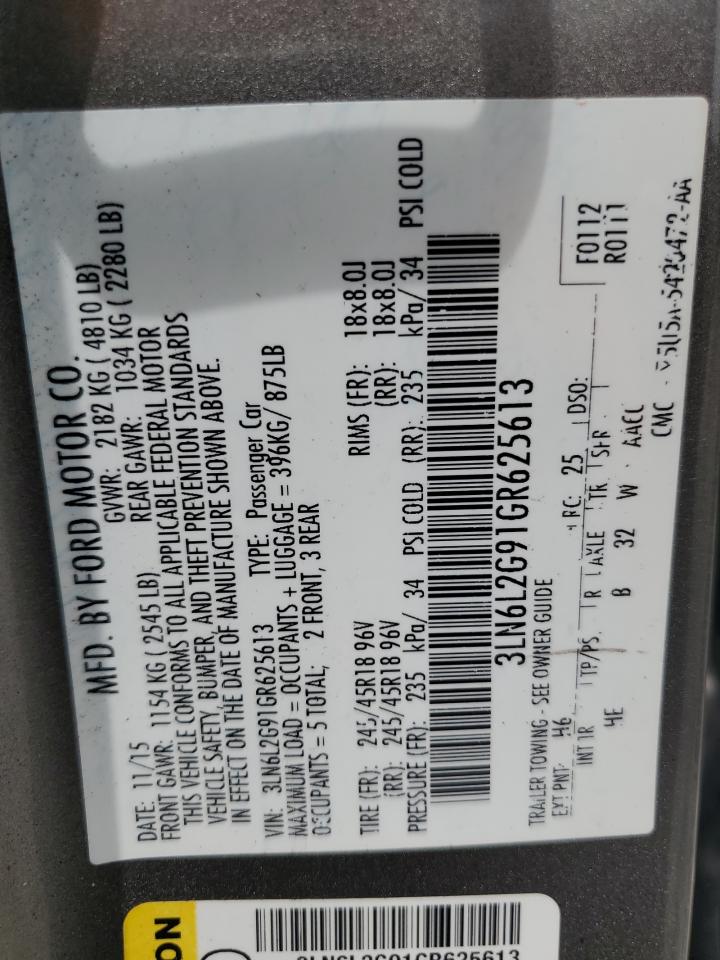 MFD. BY FORD MOTOR CO.
DATE: 11/15 GVWR: 2182 KG ( 4810 LB)
FRONT GAWR: 1154 KG ( 2545 LB) REAR GAWR: 1034 KG ( 2280 LB)
THIS VEHICLE CONFORMS TO ALL APPLICABLE FEDERAL MOTOR
VEHICLE SAFETY, BUMPER, AND THEFT PREVENTION STANDARDS
IN EFFECT ON THE DATE OF MANUFACTURE SHOWN ABOVE.
VIN: 3LN6L2G91GR625613 TYPE: Passenger Car
MAXIMUM LOAD = OCCUPANTS + LUGGAGE = 396KG/ 875LB
OCCUPANTS = 5 TOTAL; 2 FRONT, 3 REAR
TIRE (FR): 245/45R18 96V RIMS (FR): 18x8.0J
(RR): 245/45R18 96V (RR): 18x8.0J
PRESSURE (FR): 235 kPa/ 34 PSI COLD (RR): 235 kPa/ 34 PSI COLD
3LN6L2G91GR625613
TRAILER TOWING - SEE OWNER GUIDE F0112
EXT PNT: H6 RC: 25 DSO: R0111
INT TR TP/PS R AXLE TR SPR
4E B 32 W AAEC
CMC
ON
3LN6L2G91GR625613